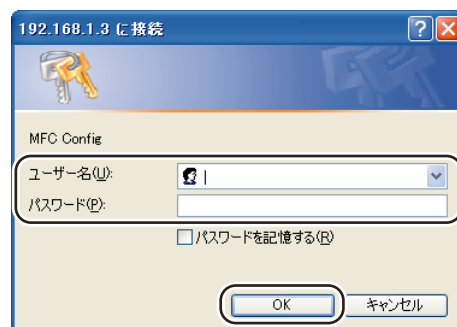 192.168.1.3 に接続
MFC Config
ユーザー名(U):
パスワード(P):
パスワードを記憶する(R)
OK
キャンセル